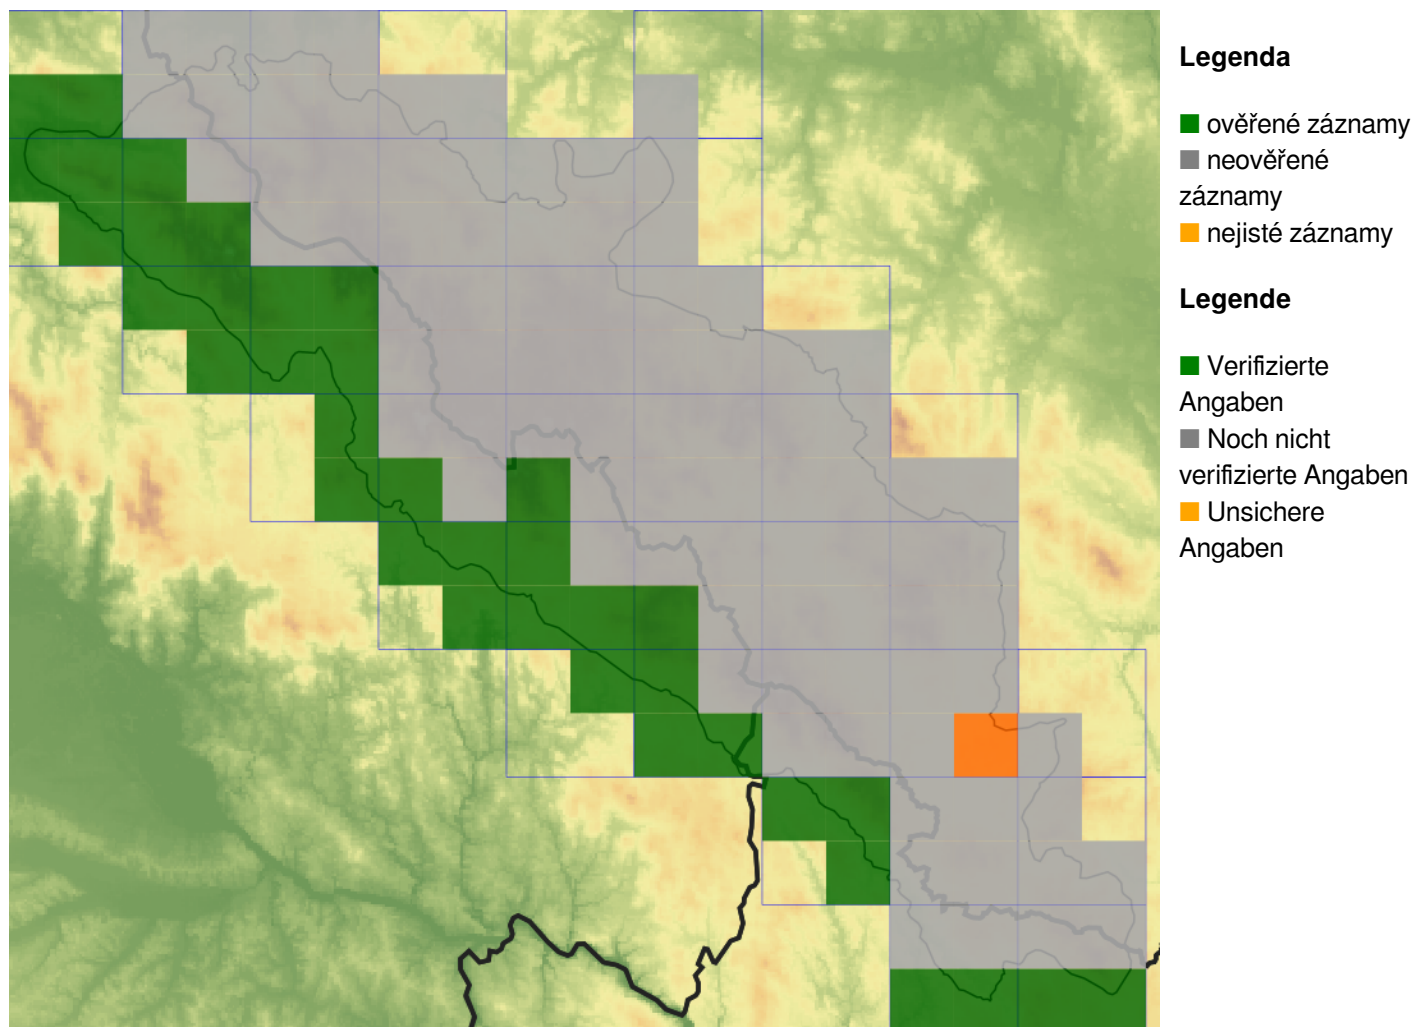 Legenda
ověřené záznamy
neověřené
záznamy
nejisté záznamy
Legende
Verifizierte
Angaben
Noch nicht
verifizierte Angaben
Unsichere
Angaben